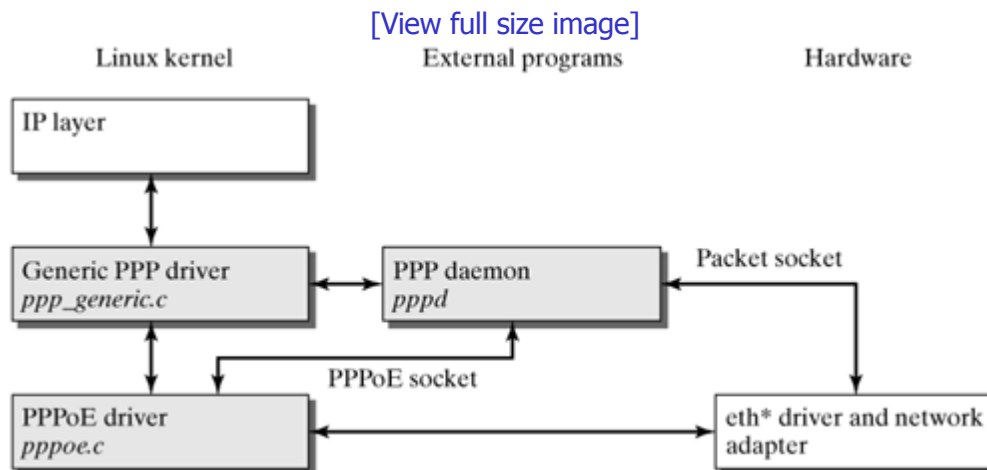 [View full size image]
Linux kernel
External programs
Hardware
IP layer
Generic PPP driver
ppp_generic.c
PPP daemon
pppd
Packet socket
PPPoE socket
PPPoE driver
pppoe.c
eth* driver and network
adapter